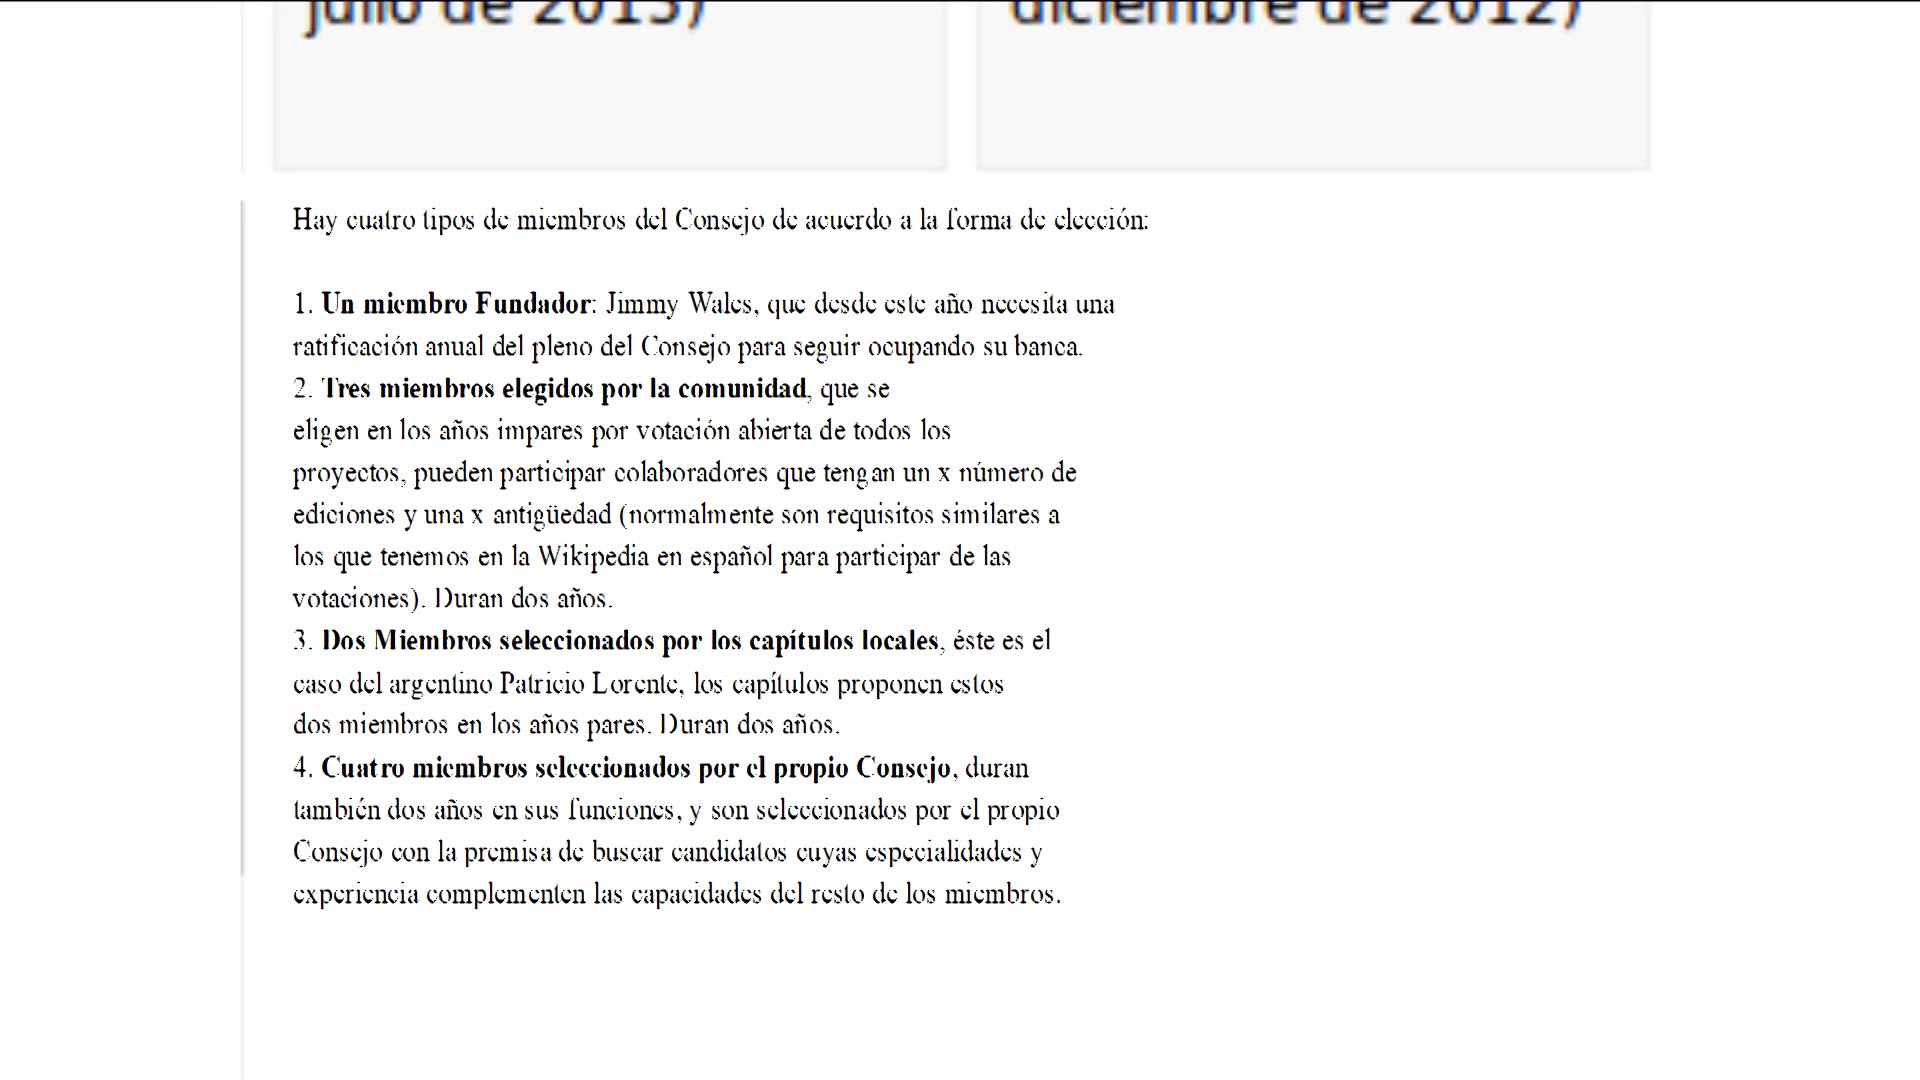 julio de 2013)
diciembre de 2012)
Hay cuatro tipos de miembros del Consejo de acuerdo a la forma de elección:
1. Un miembro Fundador: Jimmy Wales, que desde este año necesita una
ratificación anual del pleno del Consejo para seguir ocupando su banca.
2. Tres miembros elegidos por la comunidad, que se
eligen en los años impares por votación abierta de todos los
proyectos, pueden participar colaboradores que tengan un x número de
ediciones y una x antigüedad (normalmente son requisitos similares a
los que tenemos en la Wikipedia en español para participar de las
votaciones). Duran dos años.
3. Dos Miembros seleccionados por los capítulos locales, éste es el
caso del argentino Patricio Lorente, los capítulos proponen estos
dos miembros en los años pares. Duran dos años.
4. Cuatro miembros seleccionados por el propio Consejo, duran
también dos años en sus funciones, y son seleccionados por el propio
Consejo con la premisa de buscar candidatos cuyas especialidades y
experiencia complementen las capacidades del resto de los miembros.